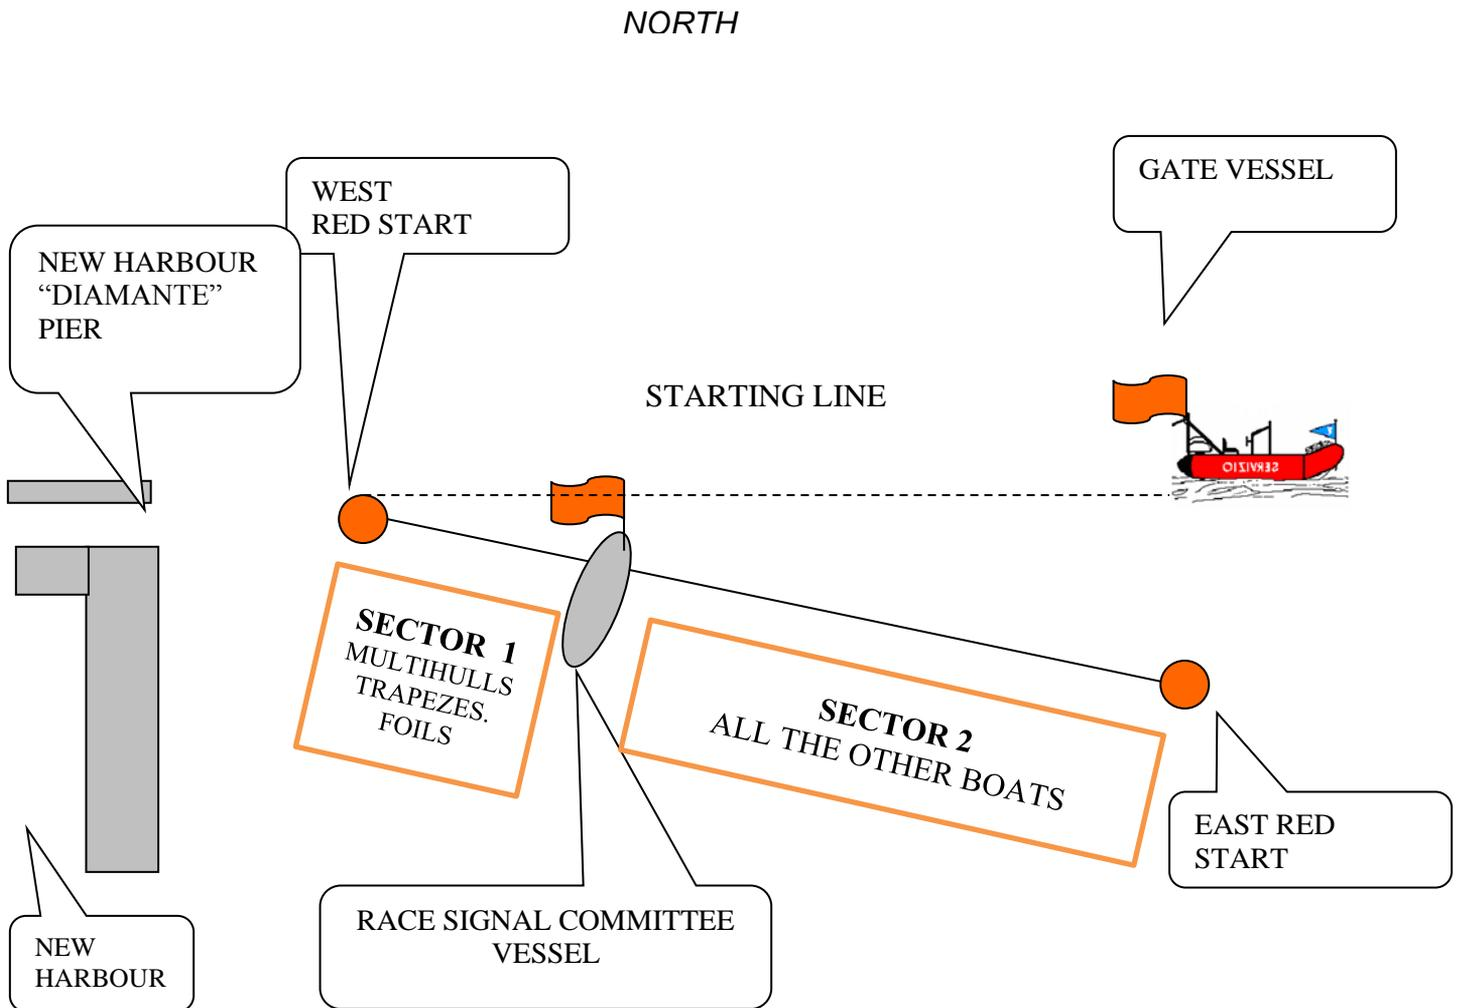 NORTH
GATE VESSEL
WEST
RED START
NEW HARBOUR
“DIAMANTE”
PIER
STARTING LINE
SERVIZIO
SECTOR 1
MULTIHULLS
TRAPEZES.
FOILS
SECTOR 2
ALL THE OTHER BOATS
EAST RED
START
RACE SIGNAL COMMITTEE
VESSEL
NEW
HARBOUR